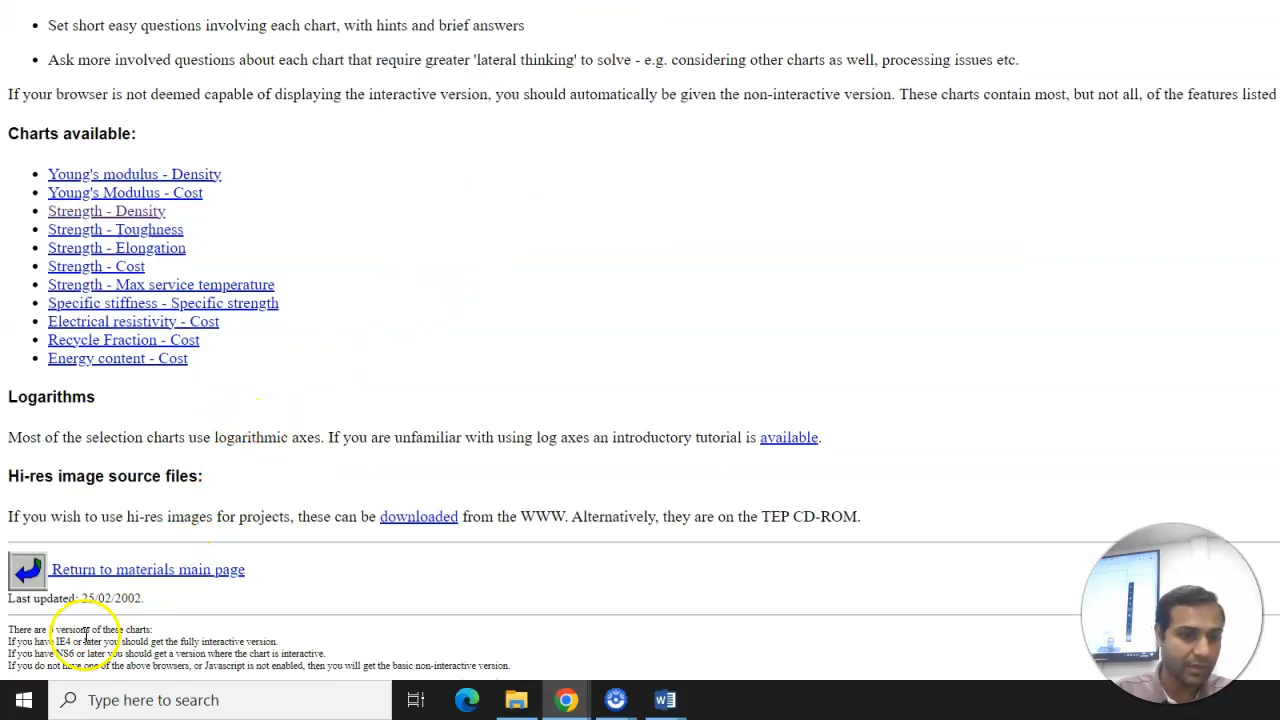 Set short easy questions involving each chart, with hints and brief answers
Ask more involved questions about each chart that require greater 'lateral thinking' to solve - e.g. considering other charts as well, processing issues etc.
If your browser is not deemed capable of displaying the interactive version, you should automatically be given the non-interactive version. These charts contain most, but not all, of the features listed
Charts available:
Young's modulus - Density
Young's Modulus - Cost
Strength - Density
Strength - Toughness
Strength - Elongation
Strength - Cost
Strength - Max service temperature
Specific stiffness - Specific strength
Electrical resistivity - Cost
Recycle Fraction - Cost
Energy content - Cost
Logarithms
Most of the selection charts use logarithmic axes. If you are unfamiliar with using log axes an introductory tutorial is available.
Hi-res image source files:
If you wish to use hi-res images for projects, these can be downloaded from the WWW. Alternatively, they are on the TEP CD-ROM.
Return to materials main page
Last updated: 25/02/2002.
There are versions of these charts:
If you have IE4 or later you should get the fully interactive version.
If you have NS6 or later you should get a version where the chart is interactive.
If you do not have one of the above browsers, or Javascript is not enabled, then you will get the basic non-interactive version.
Type here to search